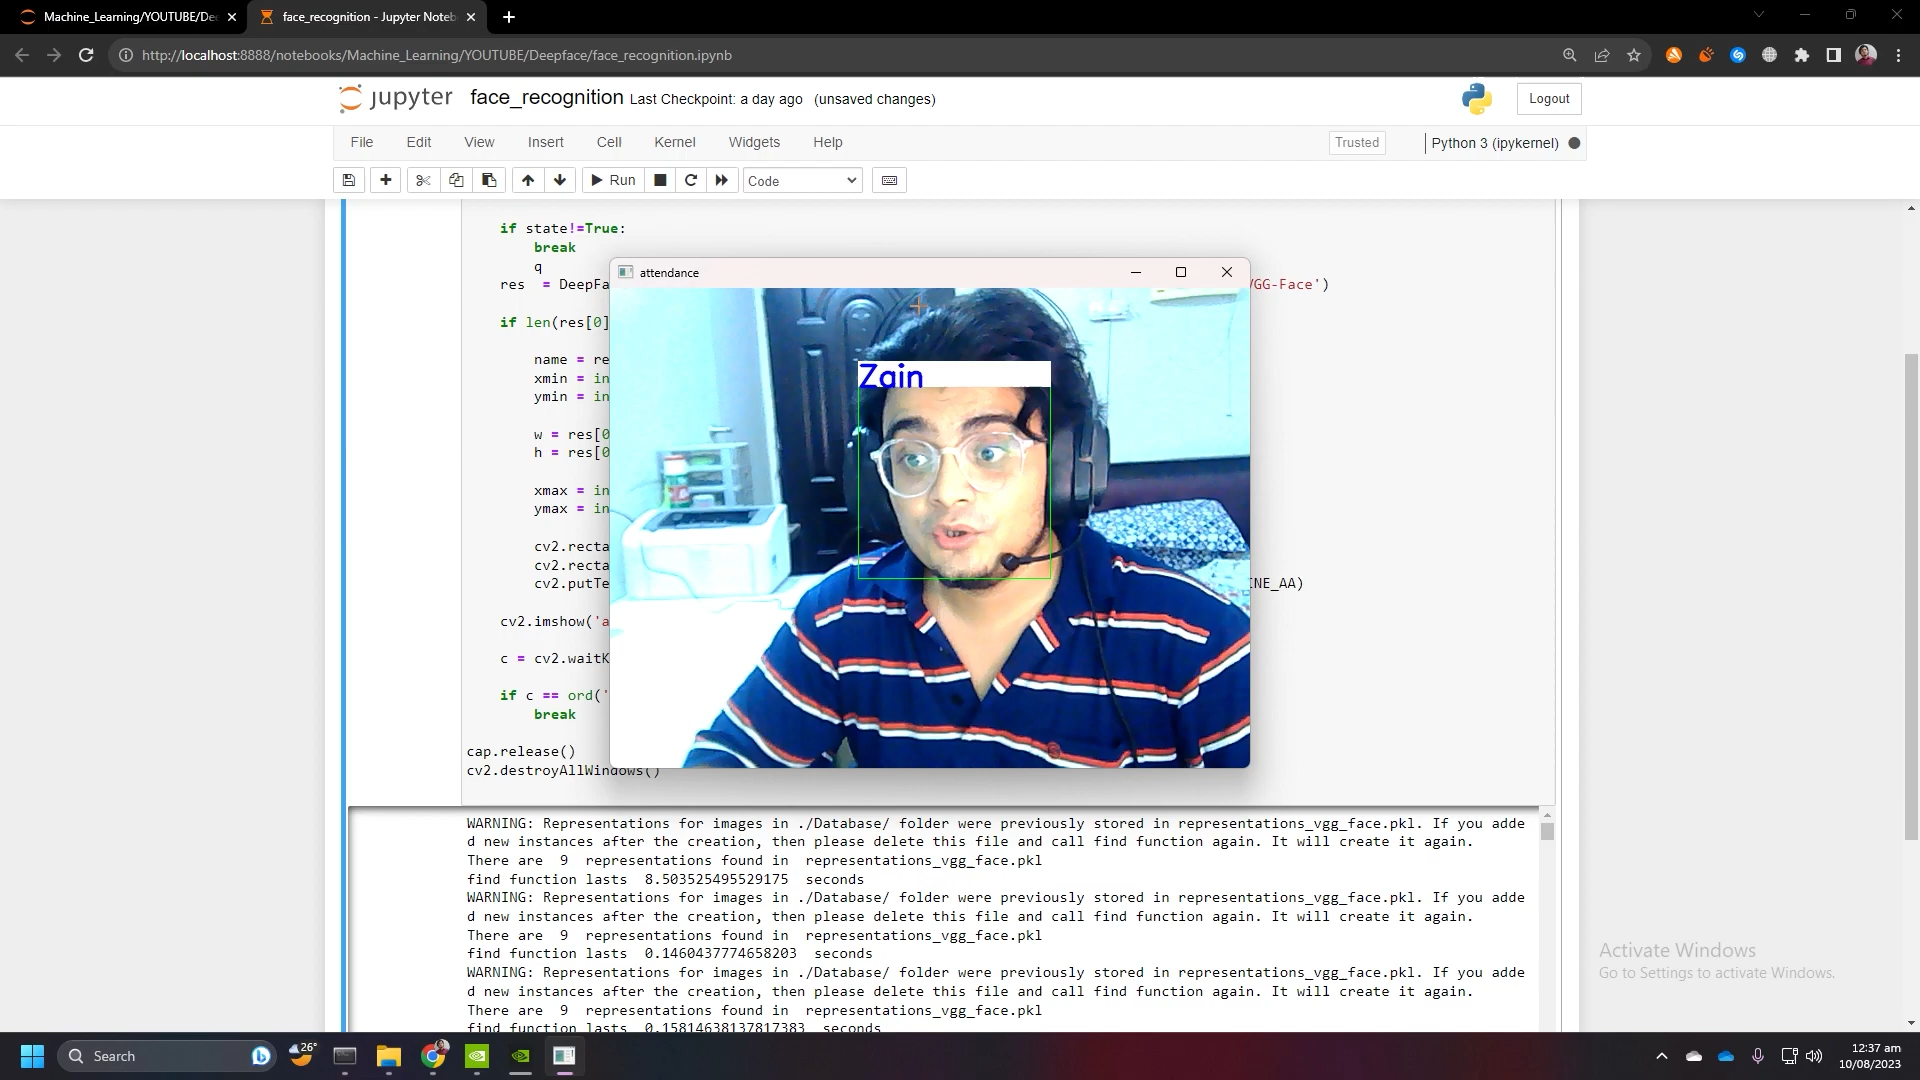 Machine_Learning/YOUTUBE/De
face_recognition - Jupyter Noteb
http://localhost:8888/notebooks/Machine_Learning/YOUTUBE/Deepface/face_recognition.ipynb
jupyter face_recognition Last Checkpoint: a day ago (unsaved changes)
Logout
File Edit View Insert Cell Kernel Widgets Help
Trusted Python 3 (ipykernel)
Run Code
if state!=True:
break
q
attendance
res = DeepFa
VGG-Face')
if len(res[0]
name = re
xmin = in
ymin = in
Zain
w = res[0
h = res[0
xmax = in
ymax = in
cv2.recta
cv2.recta
cv2.putTe
INE_AA)
cv2.imshow('a
c = cv2.waitK
if c == ord('
break
cap.release()
cv2.destroyAllWindows()
WARNING: Representations for images in ./Database/ folder were previously stored in representations_vgg_face.pkl. If you adde
d new instances after the creation, then please delete this file and call find function again. It will create it again.
There are 9 representations found in representations_vgg_face.pkl
find function lasts 8.503525495529175 seconds
WARNING: Representations for images in ./Database/ folder were previously stored in representations_vgg_face.pkl. If you adde
d new instances after the creation, then please delete this file and call find function again. It will create it again.
There are 9 representations found in representations_vgg_face.pkl
find function lasts 0.1460437774658203 seconds
WARNING: Representations for images in ./Database/ folder were previously stored in representations_vgg_face.pkl. If you adde
d new instances after the creation, then please delete this file and call find function again. It will create it again.
There are 9 representations found in representations_vgg_face.pkl
find function lasts 0.15814638137817383 seconds
Activate Windows
Go to Settings to activate Windows.
Search
26°
12:37 am
10/08/2023